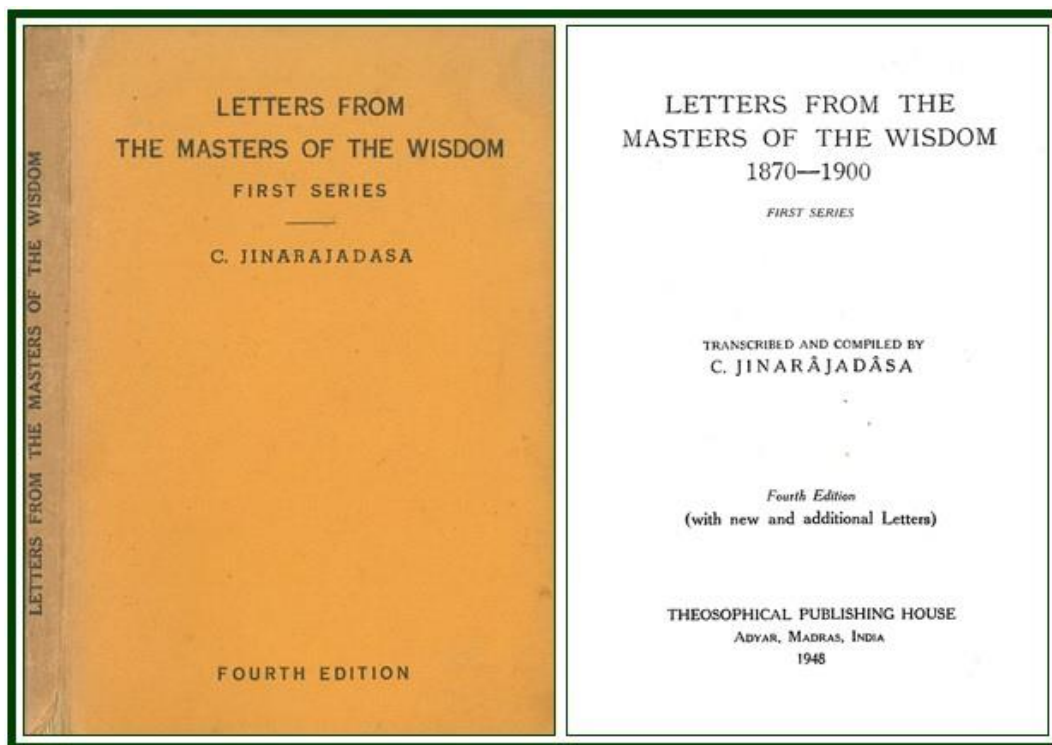 LETTERS FROM THE MASTERS OF THE WISDOM
LETTERS FROM
THE MASTERS OF THE WISDOM
FIRST SERIES
C. JINARAJADASA
FOURTH EDITION
LETTERS FROM THE
MASTERS OF THE WISDOM
1870—1900
FIRST SERIES
TRANSCRIBED AND COMPILED BY
C. JINARÂJADÂSA
Fourth Edition
(with new and additional Letters)
THEOSOPHICAL PUBLISHING HOUSE
ADYAR, MADRAS, INDIA
1948